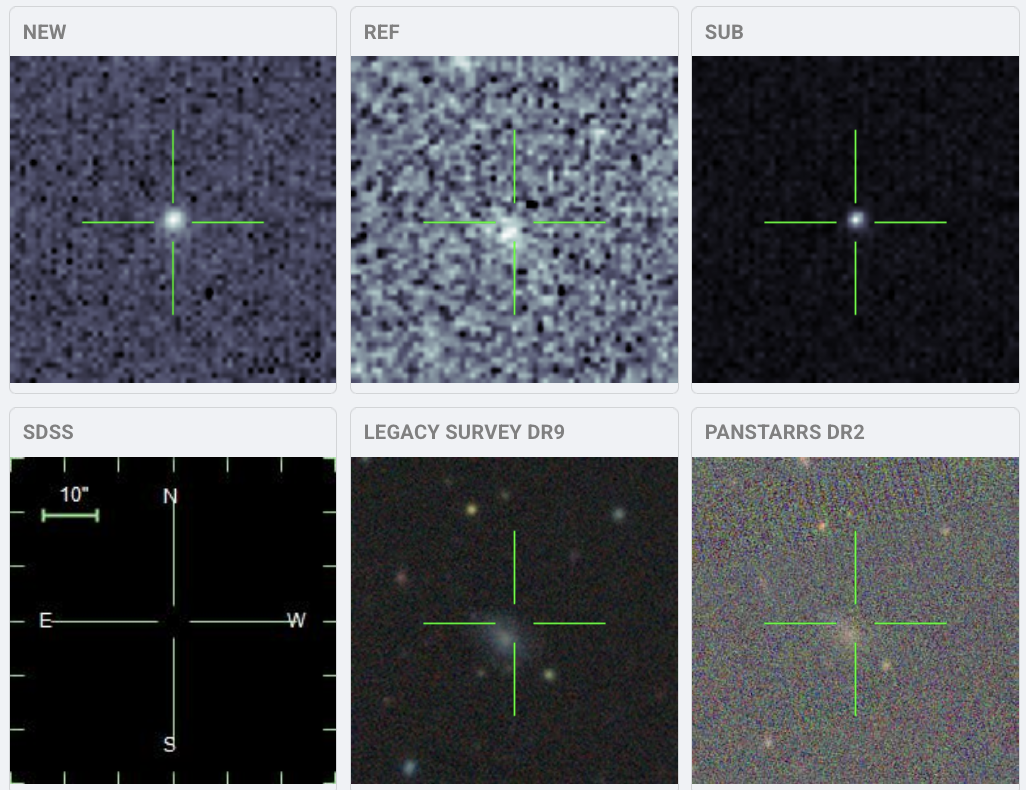 NEW
REF
SUB
SDSS
LEGACY SURVEY DR9
PANSTARRS DR2
10"
N
E
W
S